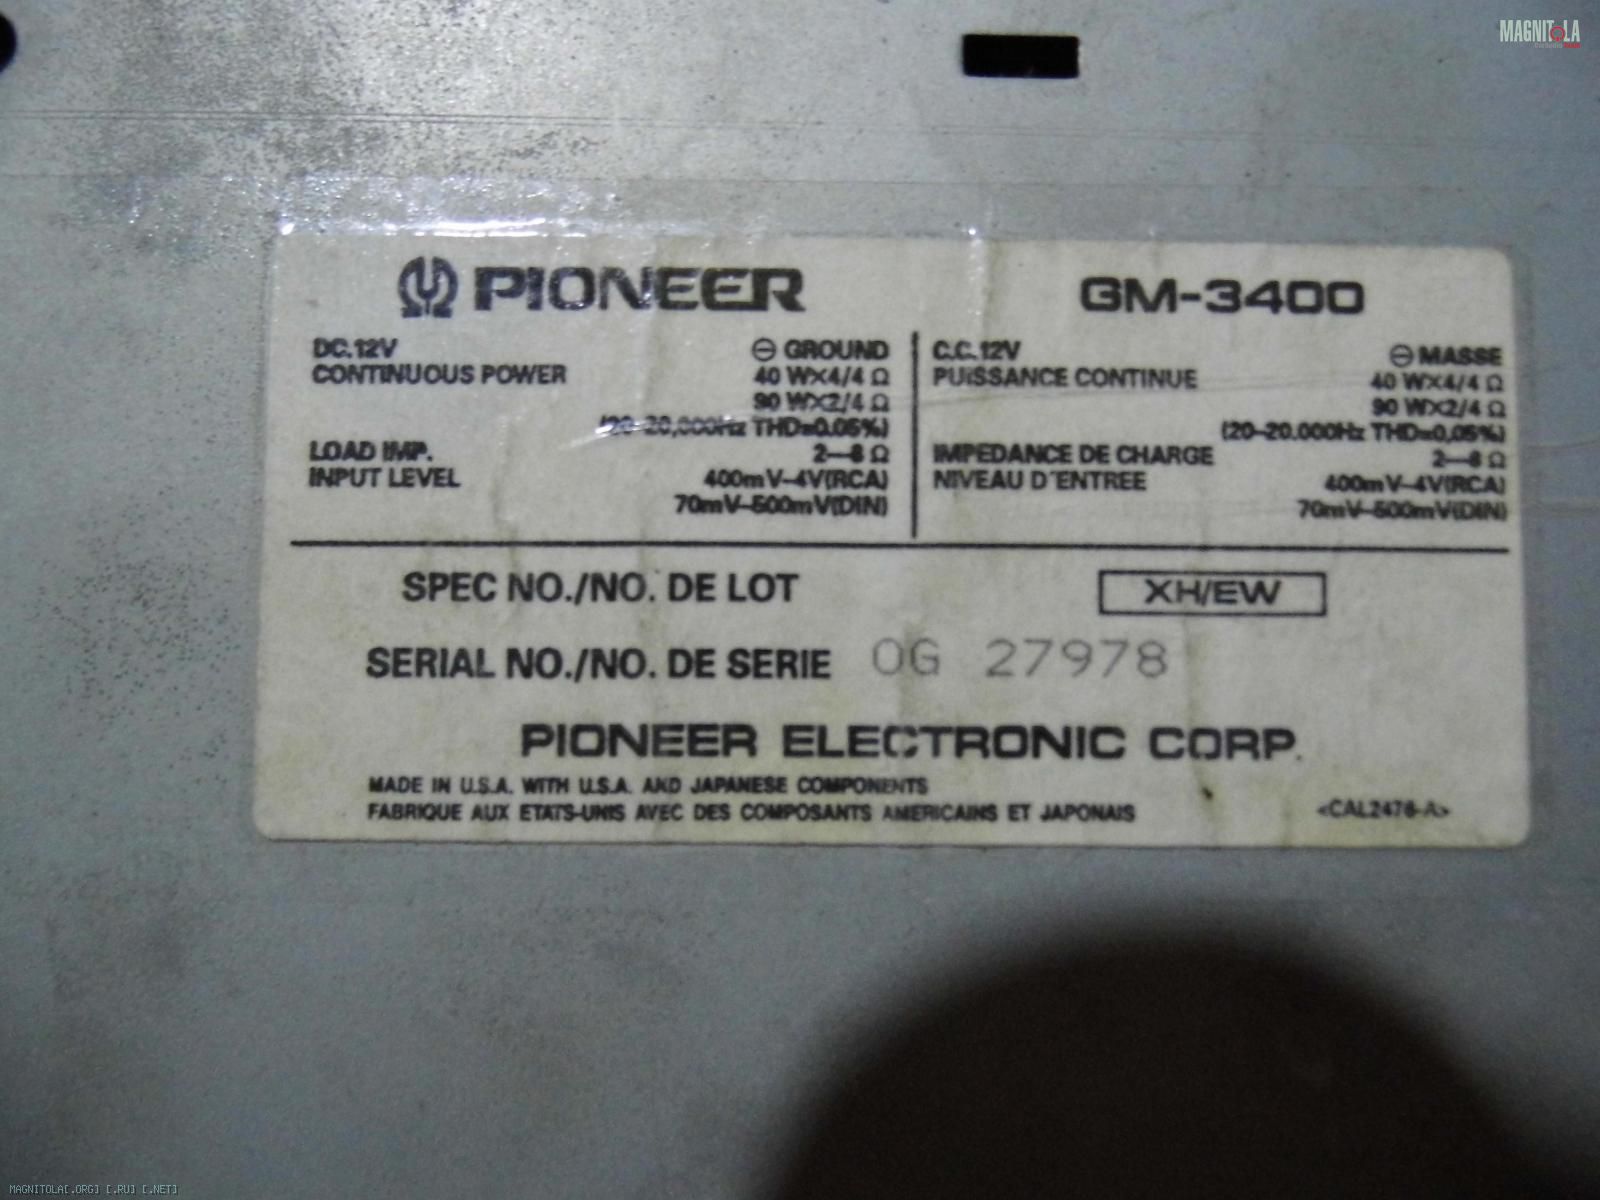 MAGNITOLA
PIONEER
GM-3400
DC.12V ⊖ GROUND
CONTINUOUS POWER 40 W×4/4 Ω
90 W×2/4 Ω
(20–20,000Hz THD=0.05%)
LOAD IMP. 2—8 Ω
INPUT LEVEL 400mV–4V(RCA)
70mV–500mV(DIN)
C.C.12V ⊖ MASSE
PUISSANCE CONTINUE 40 W×4/4 Ω
90 W×2/4 Ω
(20–20.000Hz THD=0,05%)
IMPEDANCE DE CHARGE 2—8 Ω
NIVEAU D'ENTREE 400mV–4V(RCA)
70mV–500mV(DIN)
SPEC NO./NO. DE LOT XH/EW
SERIAL NO./NO. DE SERIE OG 27978
PIONEER ELECTRONIC CORP.
MADE IN U.S.A. WITH U.S.A. AND JAPANESE COMPONENTS
FABRIQUE AUX ETATS-UNIS AVEC DES COMPOSANTS AMERICAINS ET JAPONAIS
<CAL2476-A>
MAGNITOLA[.ORG] [.RU] [.NET]